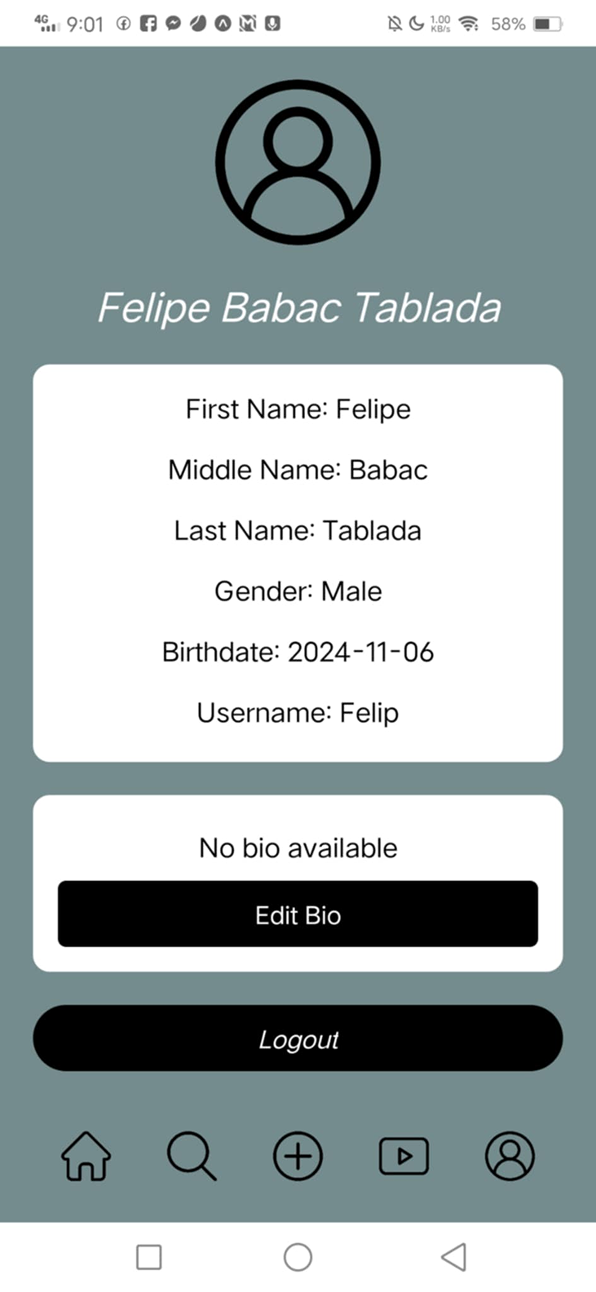 4G 9:01 1.00 KB/s 58%
Felipe Babac Tablada
First Name: Felipe
Middle Name: Babac
Last Name: Tablada
Gender: Male
Birthdate: 2024-11-06
Username: Felip
No bio available
Edit Bio
Logout